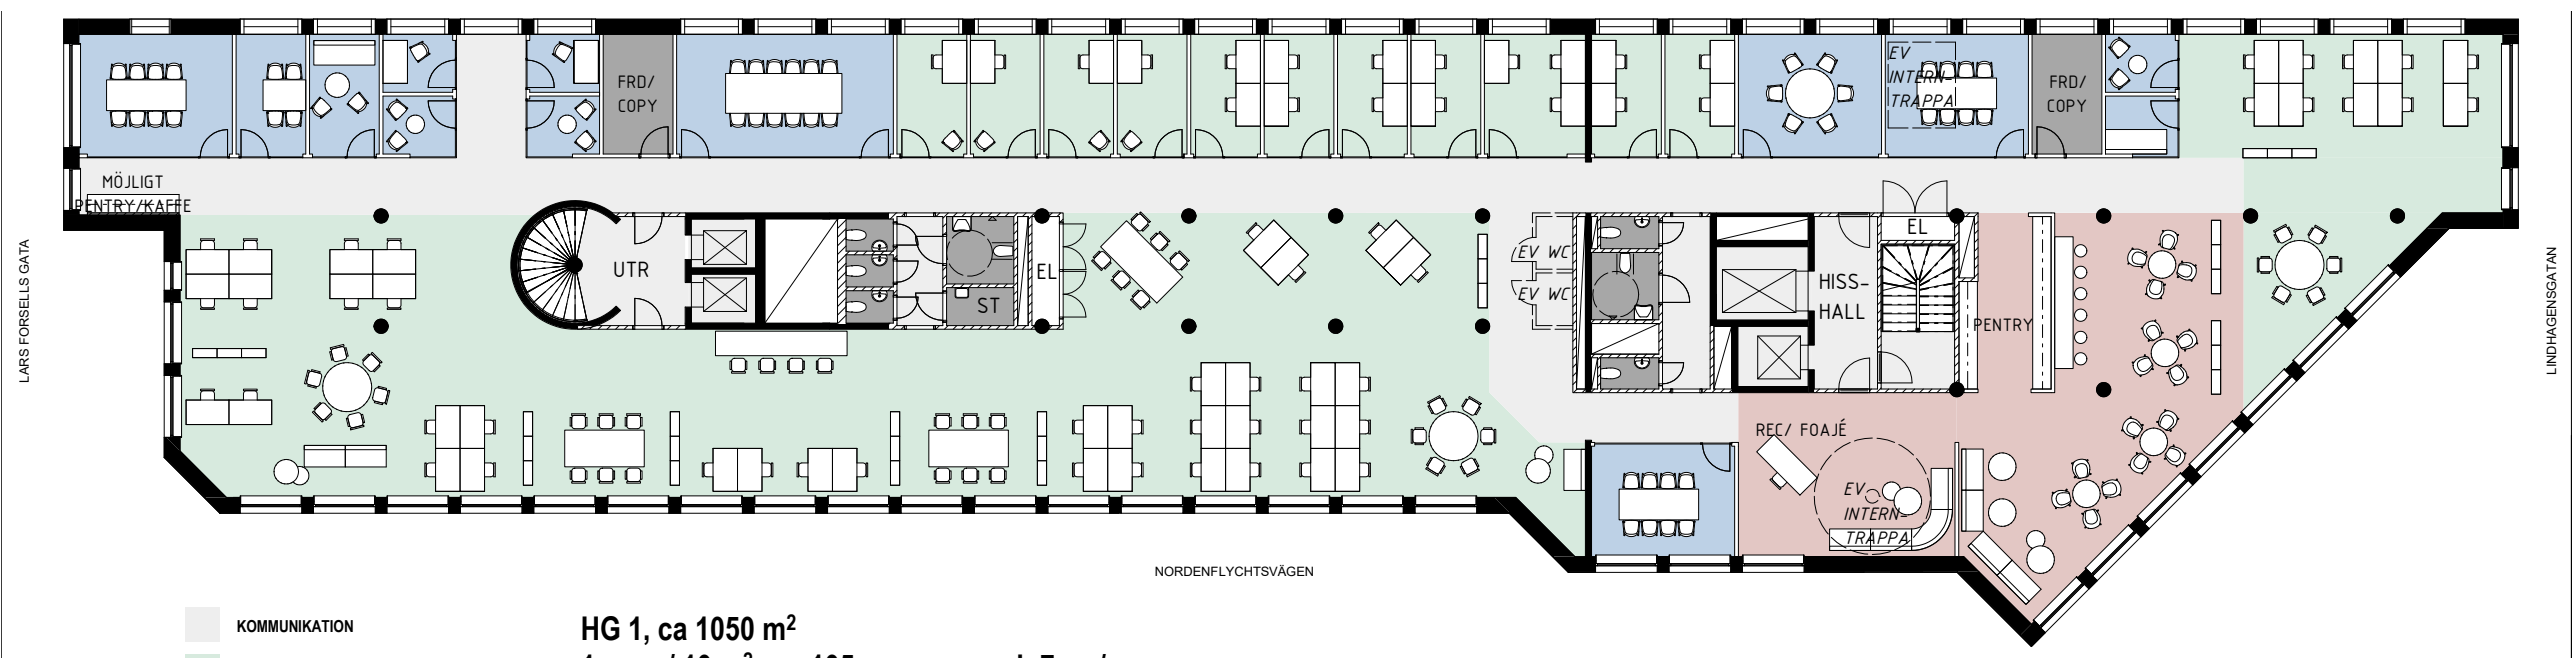 EV
INTERN-
TRAPPA
FRD/
COPY
FRD/
COPY
MÖJLIGT
PENTRY/KAFFE
EL
EV WC
UTR
EL
HISS-
HALL
EV WC
ST
PENTRY
LARS FORSELLS GATA
LINDHAGENSGATAN
REC/ FOAJÉ
EV
INTERN-
TRAPPA
NORDENFLYCHTSVÄGEN
KOMMUNIKATION
HG 1, ca 1050 m²